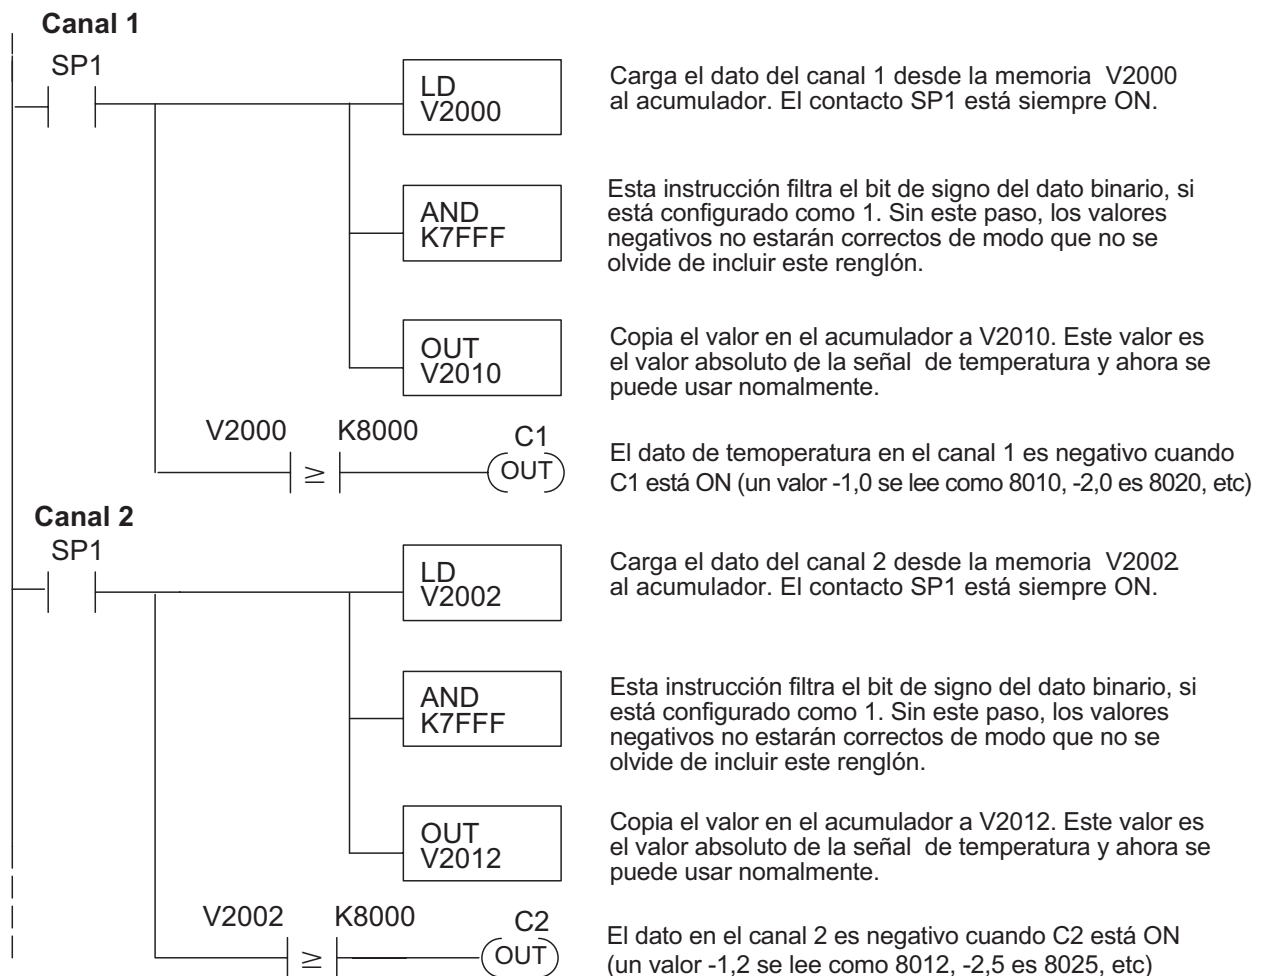 Canal 1
SP1
LD
V2000
Carga el dato del canal 1 desde la memoria V2000
al acumulador. El contacto SP1 está siempre ON.
AND
K7FFF
Esta instrucción filtra el bit de signo del dato binario, si
está configurado como 1. Sin este paso, los valores
negativos no estarán correctos de modo que no se
olvide de incluir este renglón.
OUT
V2010
Copia el valor en el acumulador a V2010. Este valor es
el valor absoluto de la señal de temperatura y ahora se
puede usar nomalmente.
V2000 K8000 C1
≥ OUT
El dato de temoperatura en el canal 1 es negativo cuando
C1 está ON (un valor -1,0 se lee como 8010, -2,0 es 8020, etc)
Canal 2
SP1
LD
V2002
Carga el dato del canal 2 desde la memoria V2002
al acumulador. El contacto SP1 está siempre ON.
AND
K7FFF
Esta instrucción filtra el bit de signo del dato binario, si
está configurado como 1. Sin este paso, los valores
negativos no estarán correctos de modo que no se
olvide de incluir este renglón.
OUT
V2012
Copia el valor en el acumulador a V2012. Este valor es
el valor absoluto de la señal de temperatura y ahora se
puede usar nomalmente.
V2002 K8000 C2
≥ OUT
El dato en el canal 2 es negativo cuando C2 está ON
(un valor -1,2 se lee como 8012, -2,5 es 8025, etc)